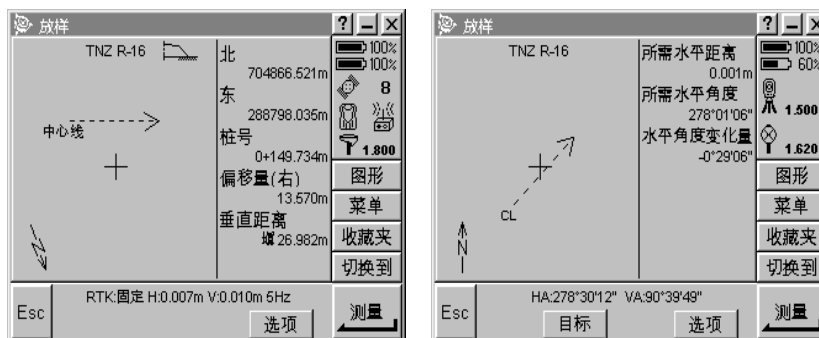 放样
? – X
TNZ R-16
中心线
北
704866.521m
东
288798.035m
桩号
0+149.734m
偏移量(右)
13.570m
垂直距离
填 26.982m
100%
100%
8
1.800
图形
菜单
收藏夹
切换到
Esc
RTK:固定 H:0.007m V:0.010m 5Hz
选项
测量
放样
? – X
TNZ R-16
CL
N
所需水平距离
0.001m
所需水平角度
278°01'06"
水平角度变化量
-0°29'06"
100%
60%
1.500
1.620
图形
菜单
收藏夹
切换到
Esc
HA:278°30'12" VA:90°39'49"
目标
选项
测量